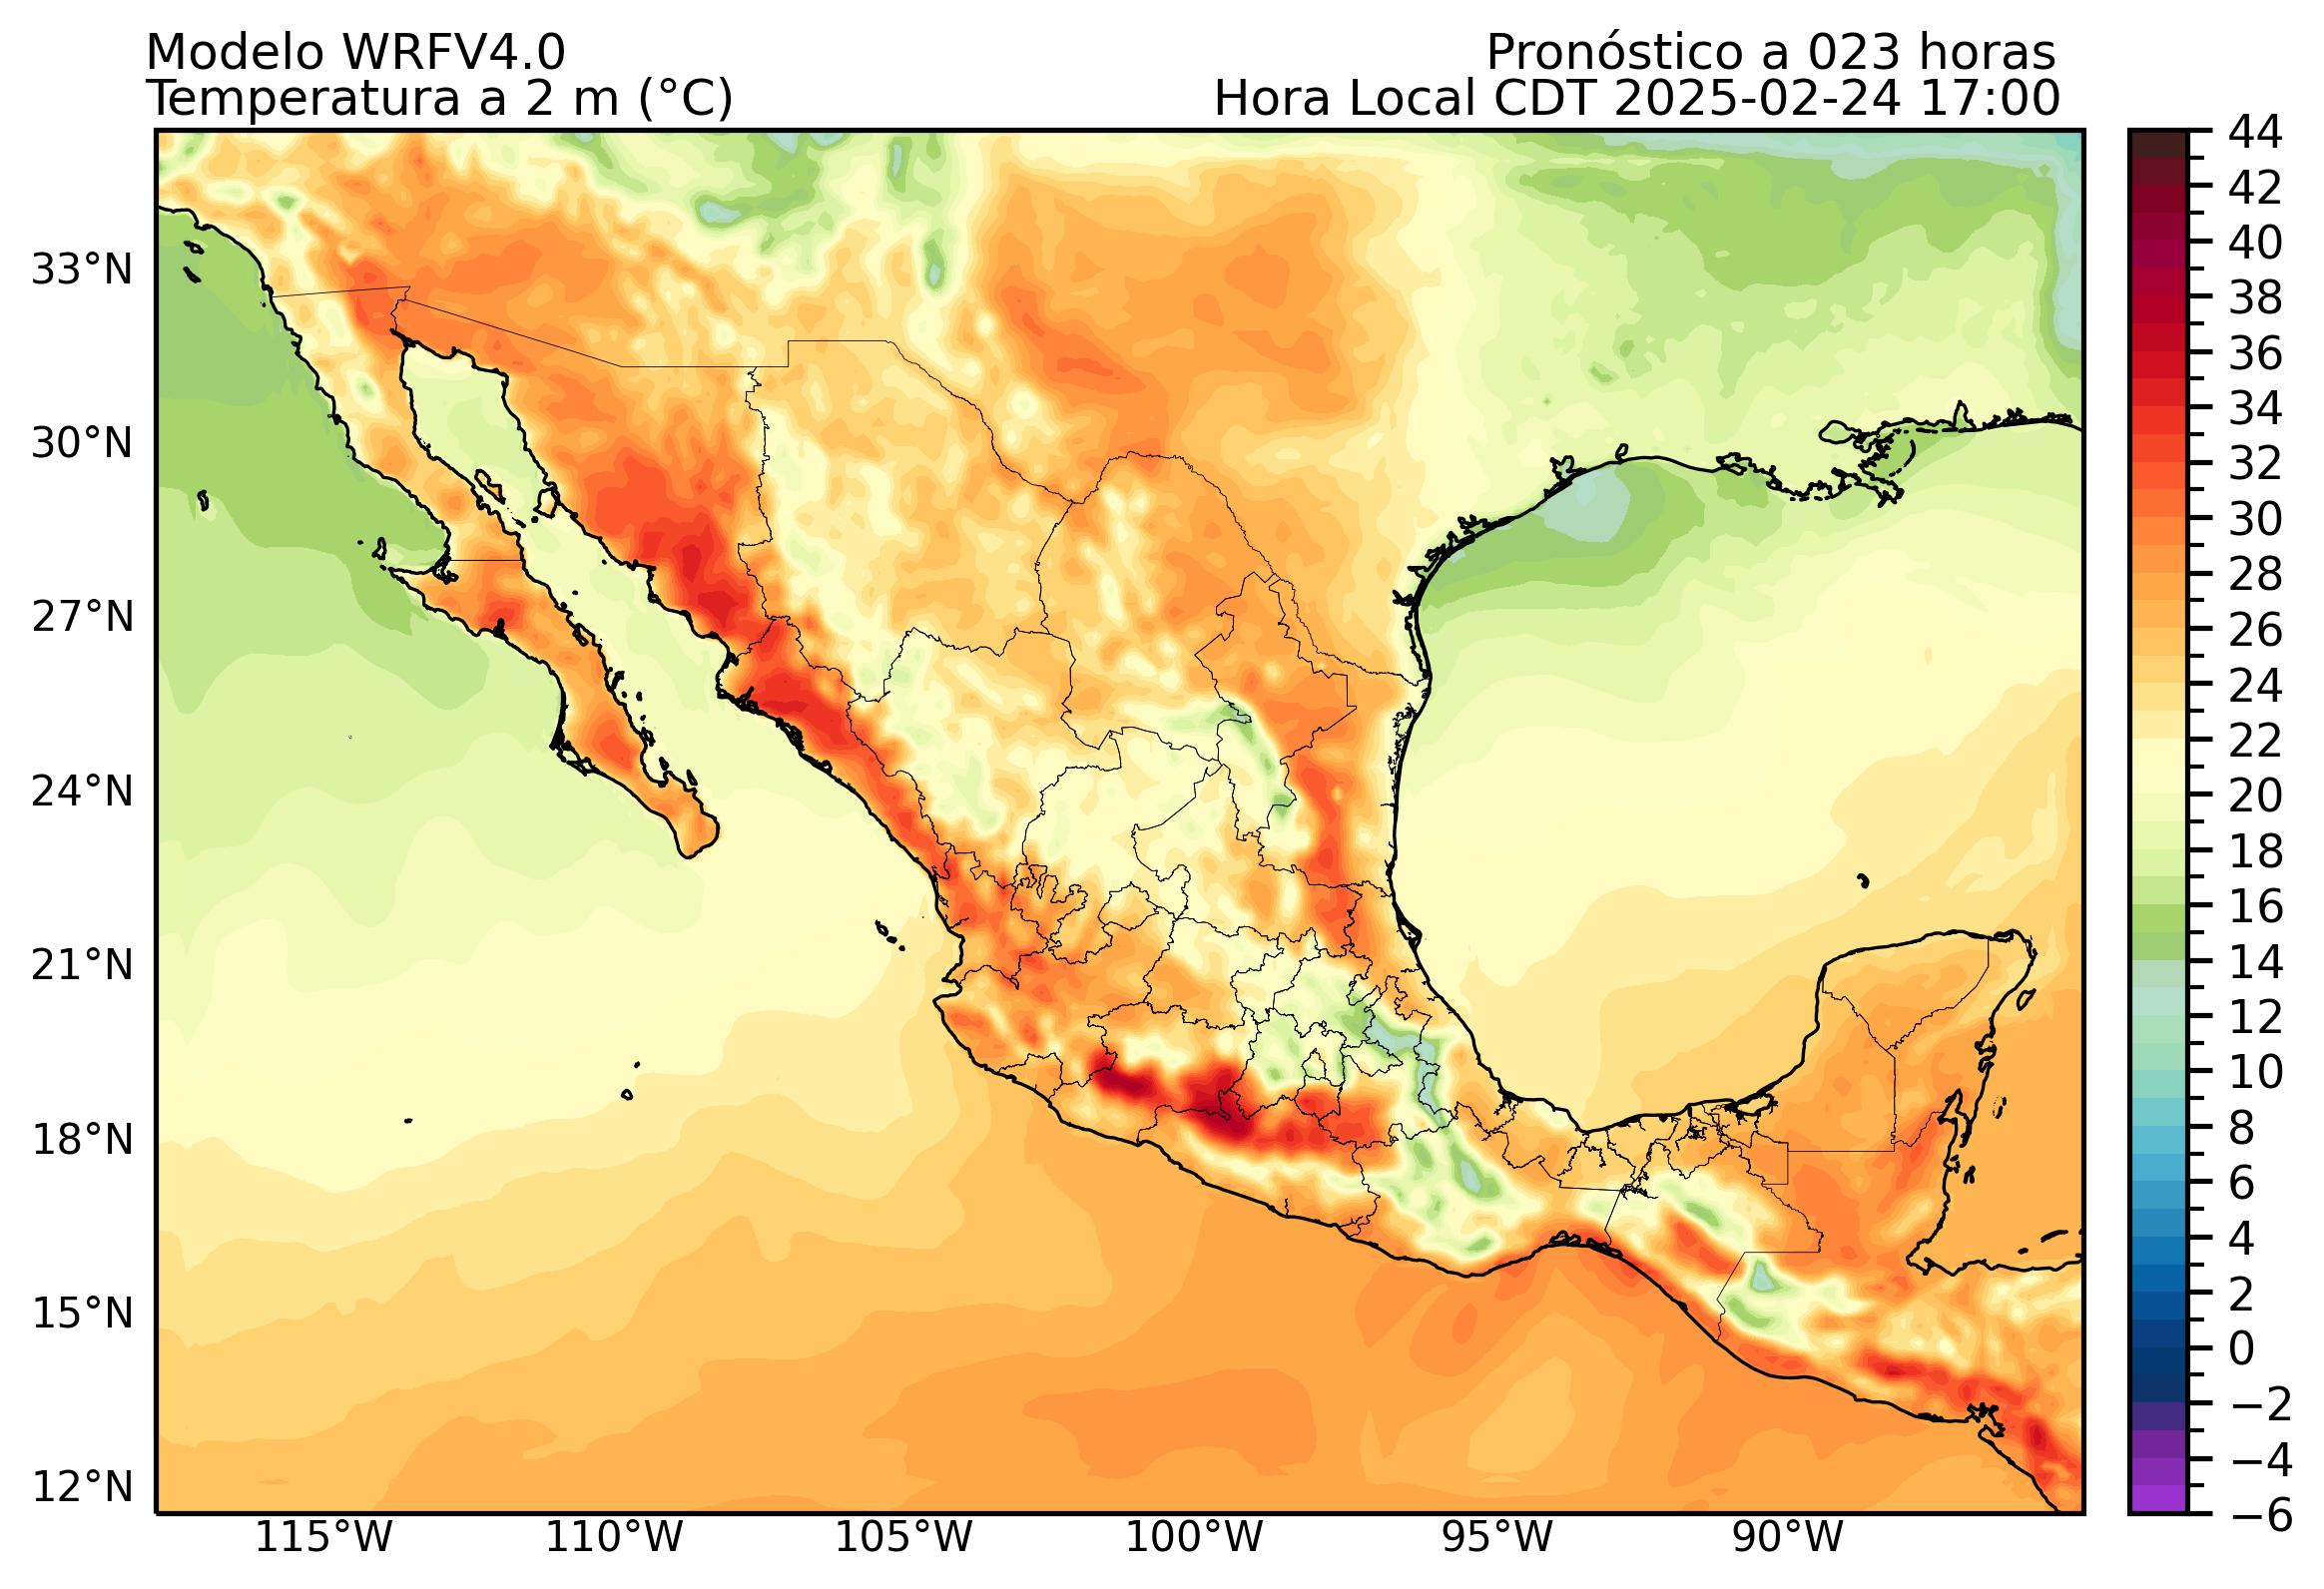 Modelo WRFV4.0
Pronóstico a 023 horas
Temperatura a 2 m (°C)
Hora Local CDT 2025-02-24 17:00
33°N
30°N
27°N
24°N
21°N
18°N
15°N
12°N
115°W
110°W
105°W
100°W
95°W
90°W
44
42
40
38
36
34
32
30
28
26
24
22
20
18
16
14
12
10
8
6
4
2
0
−2
−4
−6